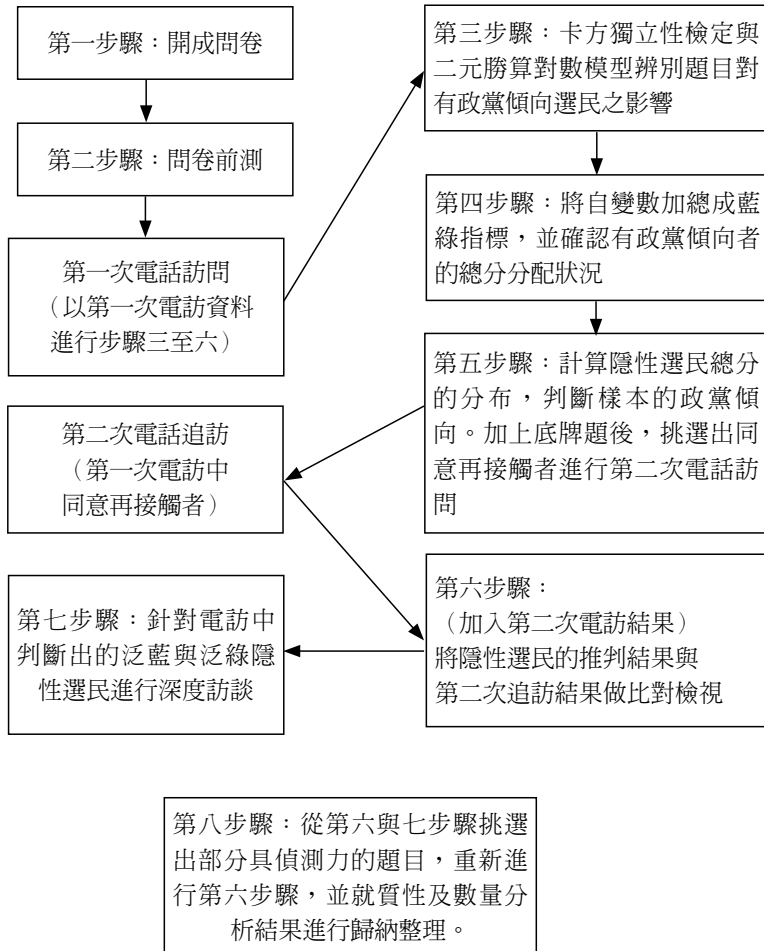 第一步驟：開成問卷
第二步驟：問卷前測
第一次電話訪問
（以第一次電訪資料
進行步驟三至六）
第三步驟：卡方獨立性檢定與
二元勝算對數模型辨別題目對
有政黨傾向選民之影響
第四步驟：將自變數加總成藍
綠指標，並確認有政黨傾向者
的總分分配狀況
第五步驟：計算隱性選民總分
的分布，判斷樣本的政黨傾
向。加上底牌題後，挑選出同
意再接觸者進行第二次電話訪
問
第二次電話追訪
（第一次電訪中
同意再接觸者）
第六步驟：
（加入第二次電訪結果）
將隱性選民的推判結果與
第二次追訪結果做比對檢視
第七步驟：針對電訪中
判斷出的泛藍與泛綠隱
性選民進行深度訪談
第八步驟：從第六與七步驟挑選
出部分具偵測力的題目，重新進
行第六步驟，並就質性及數量分
析結果進行歸納整理。